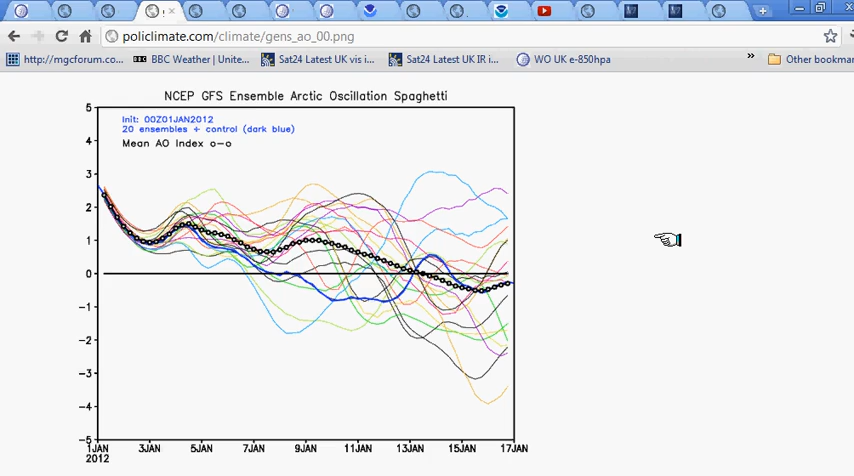 policlimate.com/climate/gens_ao_00.png
http://mgcforum.co... BBC Weather | Unite... Sat24 Latest UK vis i... Sat24 Latest UK IR i... WO UK e-850hpa » Other bookmar
NCEP GFS Ensemble Arctic Oscillation Spaghetti
Init: 00Z01JAN2012
20 ensembles + control (dark blue)
Mean AO Index o-o
5
4
3
2
1
0
-1
-2
-3
-4
-5
1JAN 3JAN 5JAN 7JAN 9JAN 11JAN 13JAN 15JAN 17JAN
2012